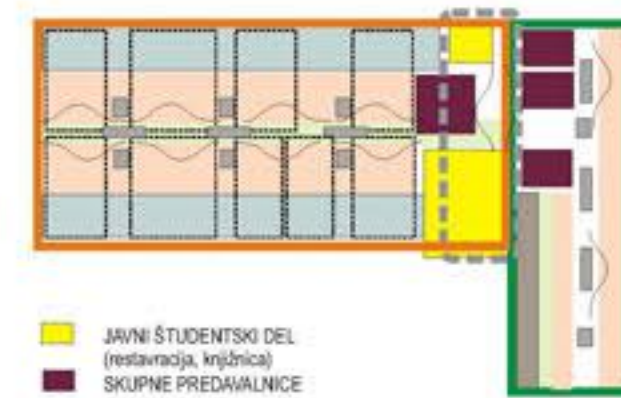 JAVNI ŠTUDENTSKI DEL
(restavracija, knjižnica)
SKUPNE PREDAVALNICE